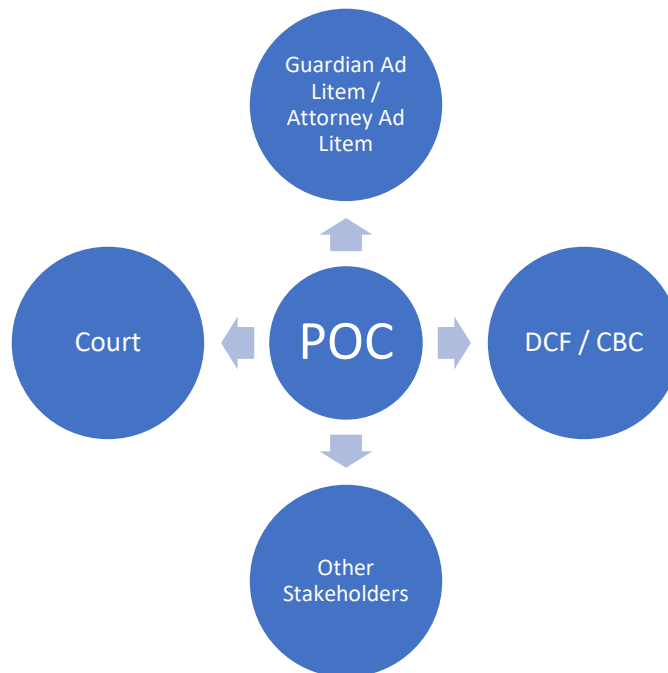 Guardian Ad
Litem /
Attorney Ad
Litem
Court
POC
DCF / CBC
Other
Stakeholders